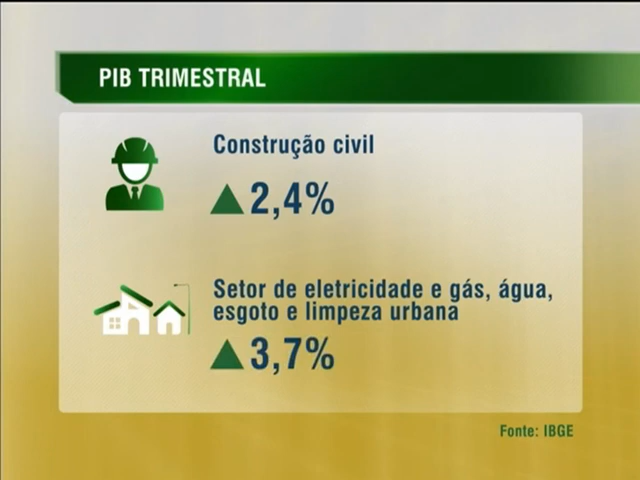 PIB TRIMESTRAL
Construção civil
▲2,4%
Setor de eletricidade e gás, água,
esgoto e limpeza urbana
▲3,7%
Fonte: IBGE